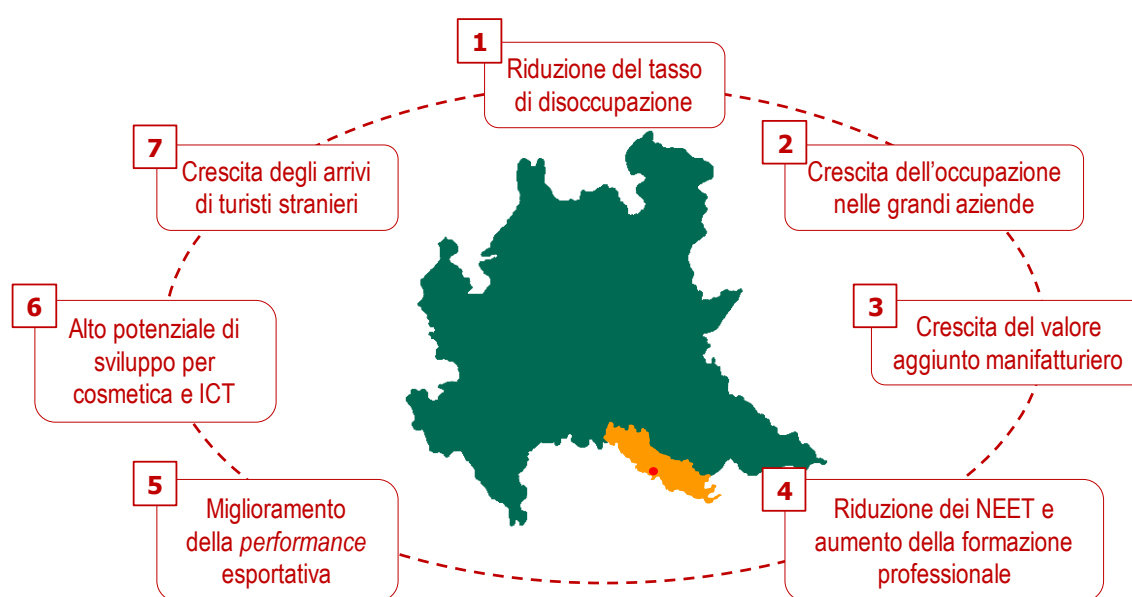 1
Riduzione del tasso
di disoccupazione
2
Crescita dell'occupazione
nelle grandi aziende
3
Crescita del valore
aggiunto manifatturiero
4
Riduzione dei NEET e
aumento della formazione
professionale
5
Miglioramento
della performance
esportativa
6
Alto potenziale di
sviluppo per
cosmetica e ICT
7
Crescita degli arrivi
di turisti stranieri